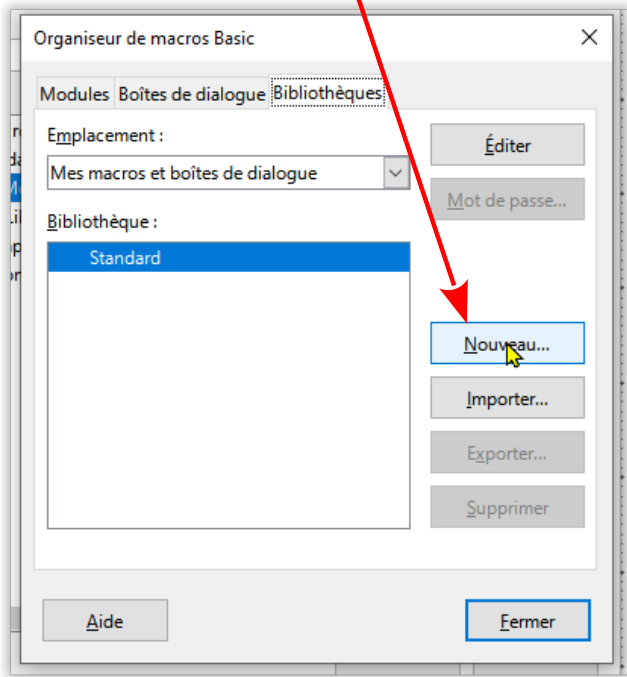 Organiseur de macros Basic
Modules Boîtes de dialogue Bibliothèques
Emplacement :
Mes macros et boîtes de dialogue
Bibliothèque :
Standard
Éditer
Mot de passe...
Nouveau...
Importer...
Exporter...
Supprimer
Aide
Fermer